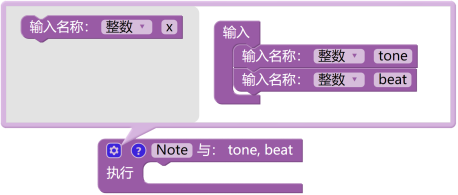 输入名称： 整数 x
输入
输入名称： 整数 tone
输入名称： 整数 beat
? Note 与： tone, beat
执行